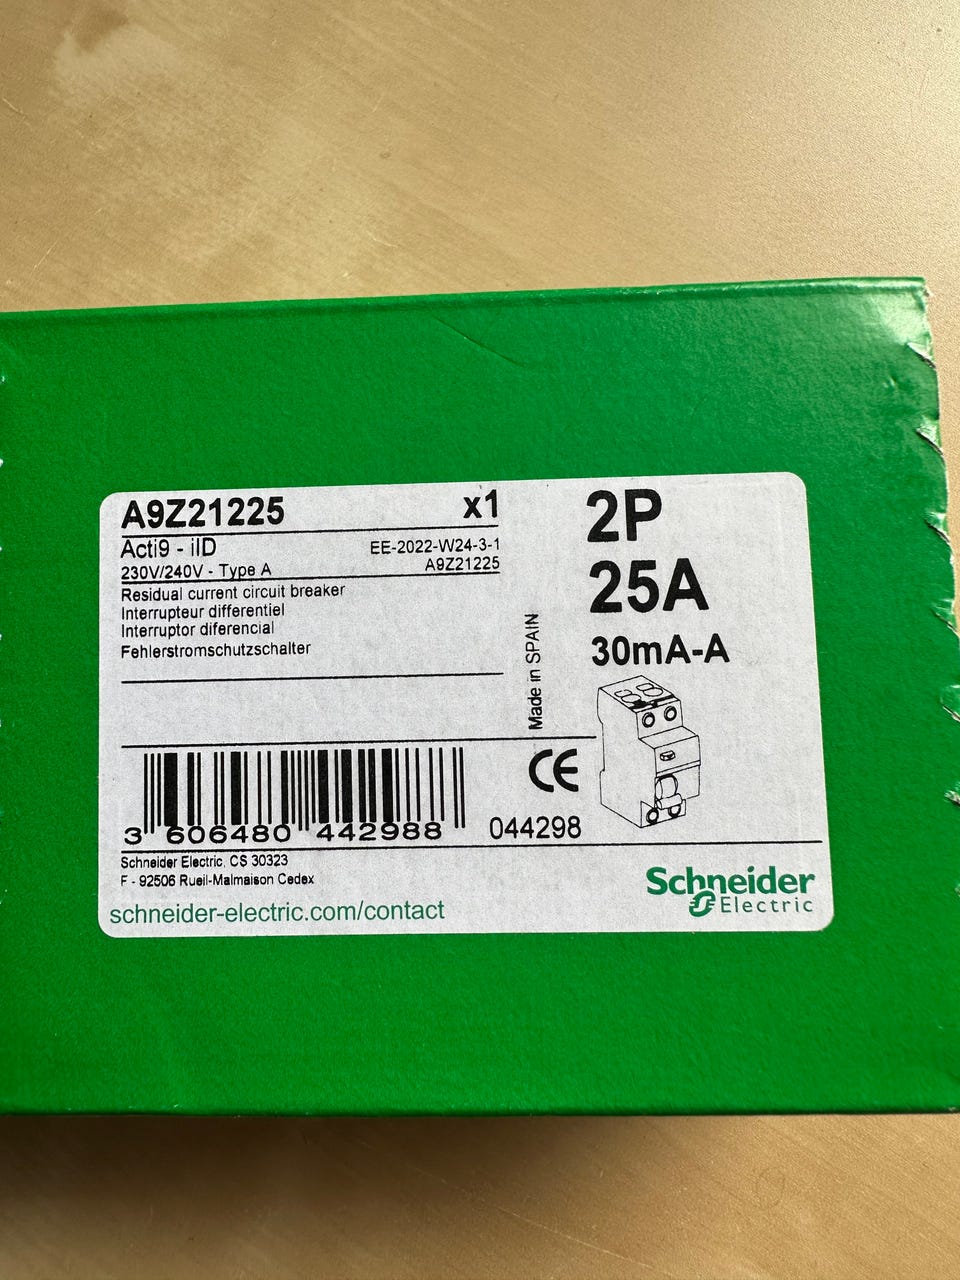 A9Z21225 x1
Acti9 - iID
EE-2022-W24-3-1
230V/240V - Type A
A9Z21225
Residual current circuit breaker
Interrupteur differentiel
Interruptor diferencial
Fehlerstromschutzschalter
Made in SPAIN
2P
25A
30mA-A
CE
3 606480 442988
044298
Schneider Electric, CS 30323
F - 92506 Rueil-Malmaison Cedex
schneider-electric.com/contact
Schneider
Electric